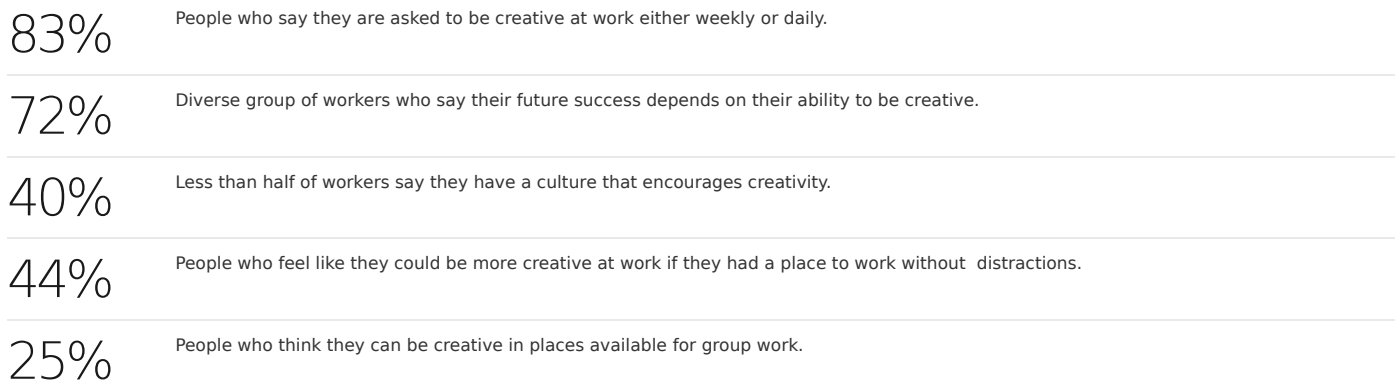 83% People who say they are asked to be creative at work either weekly or daily.
72% Diverse group of workers who say their future success depends on their ability to be creative.
40% Less than half of workers say they have a culture that encourages creativity.
44% People who feel like they could be more creative at work if they had a place to work without  distractions.
25% People who think they can be creative in places available for group work.